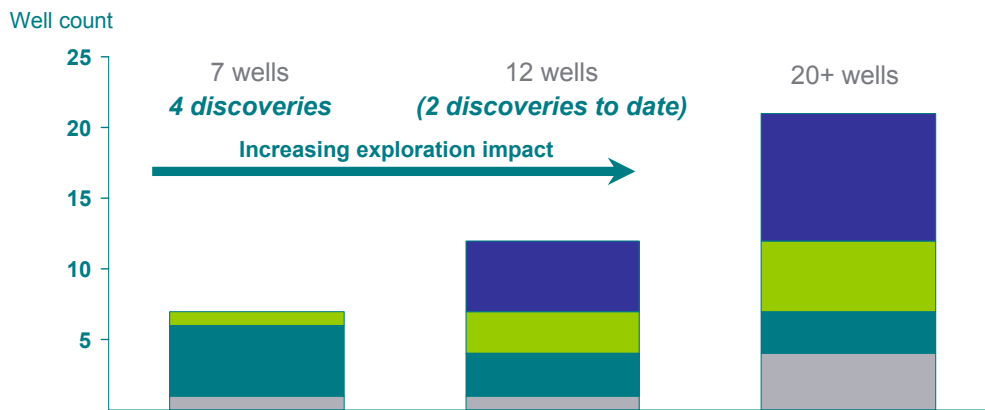 Well count
25
7 wells
12 wells
20+ wells
4 discoveries
(2 discoveries to date)
20
Increasing exploration impact
15
10
5